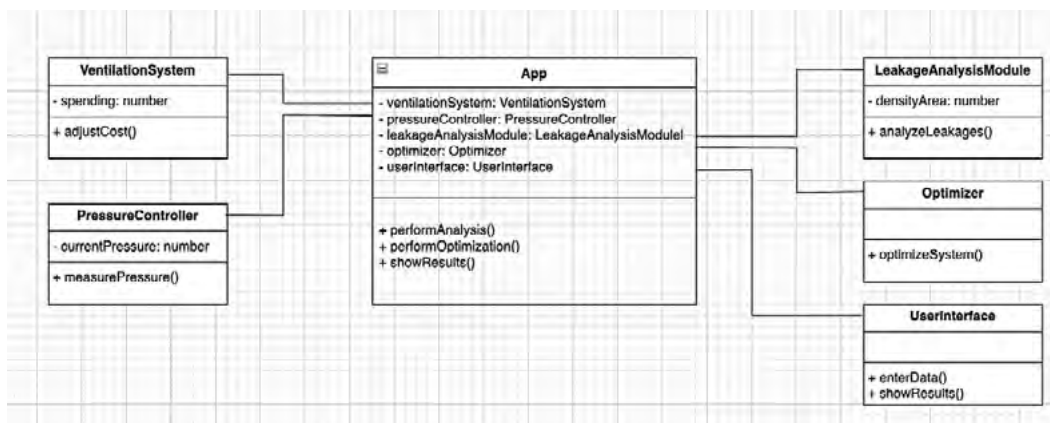 VentilationSystem
- spending: number
+ adjustCost()
PressureController
- currentPressure: number
+ measurePressure()
App
- ventilationSystem: VentilationSystem
- pressureController: PressureController
- leakageAnalysisModule: LeakageAnalysisModulel
- optimizer: Optimizer
- userInterface: UserInterface
+ performAnalysis()
+ performOptimization()
+ showResults()
LeakageAnalysisModule
- densityArea: number
+ analyzeLeakages()
Optimizer
+ optimizeSystem()
UserInterface
+ enterData()
+ showResults()